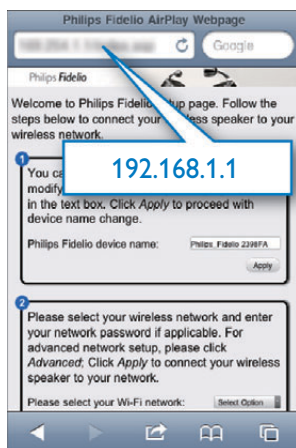 Philips Fidelio AirPlay Webpage
Google
Philips Fidelio
Welcome to Philips Fidelio
up page. Follow the
steps below to connect your
less speaker to your
wireless network.
192.168.1.1
1
You ca
modify
in the text box. Click Apply to proceed with
device name change.
Philips Fidelio device name:
Philips_Fidelio 2398FA
Apply
2
Please select your wireless network and enter
your network password if applicable. For
advanced network setup, please click
Advanced; Click Apply to connect your wireless
speaker to your network.
Please select your Wi-Fi network:
Select Option